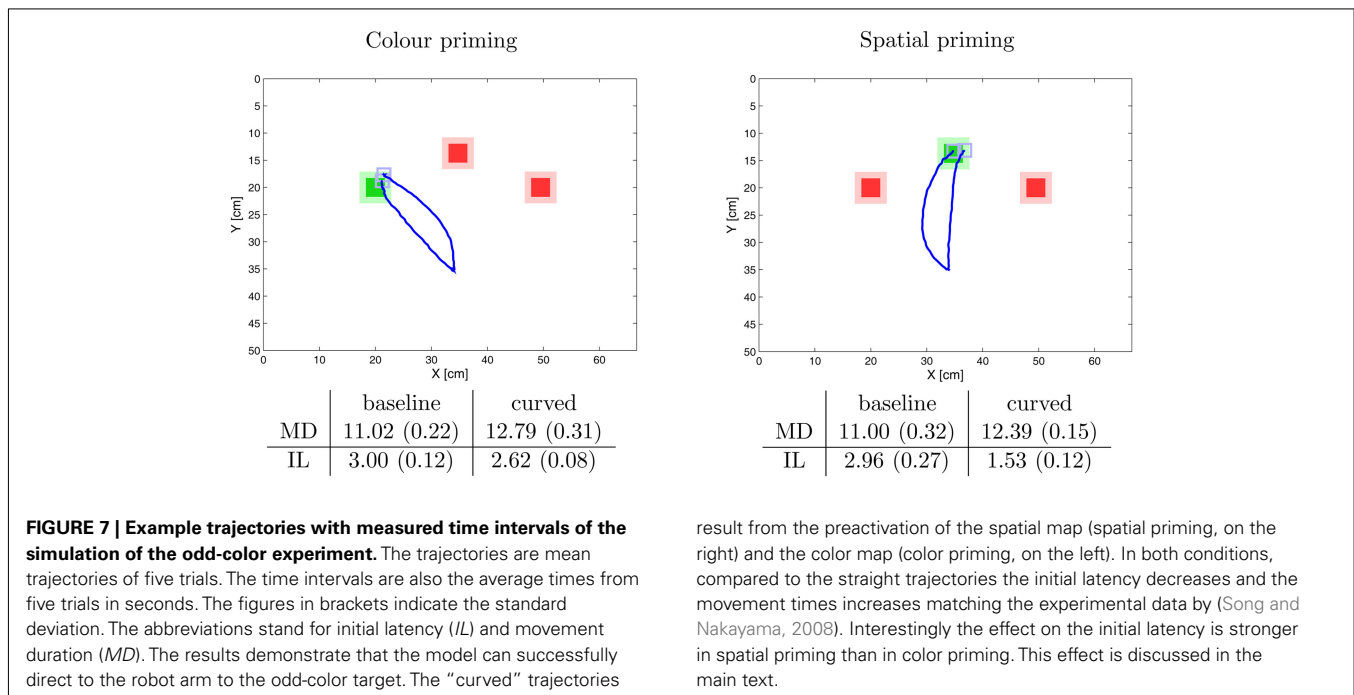 Colour priming
0
5
10
15
20
25
30
35
40
45
50
Y [cm]
0 10 20 30 40 50 60
X [cm]
baseline curved
MD 11.02 (0.22) 12.79 (0.31)
IL 3.00 (0.12) 2.62 (0.08)
Spatial priming
0
5
10
15
20
25
30
35
40
45
50
Y [cm]
0 10 20 30 40 50 60
X [cm]
baseline curved
MD 11.00 (0.32) 12.39 (0.15)
IL 2.96 (0.27) 1.53 (0.12)
FIGURE 7 | Example trajectories with measured time intervals of the
simulation of the odd-color experiment. The trajectories are mean
trajectories of five trials. The time intervals are also the average times from
five trials in seconds. The figures in brackets indicate the standard
deviation. The abbreviations stand for initial latency (IL) and movement
duration (MD). The results demonstrate that the model can successfully
direct to the robot arm to the odd-color target. The “curved” trajectories
result from the preactivation of the spatial map (spatial priming, on the
right) and the color map (color priming, on the left). In both conditions,
compared to the straight trajectories the initial latency decreases and the
movement times increases matching the experimental data by (Song and
Nakayama, 2008). Interestingly the effect on the initial latency is stronger
in spatial priming than in color priming. This effect is discussed in the
main text.